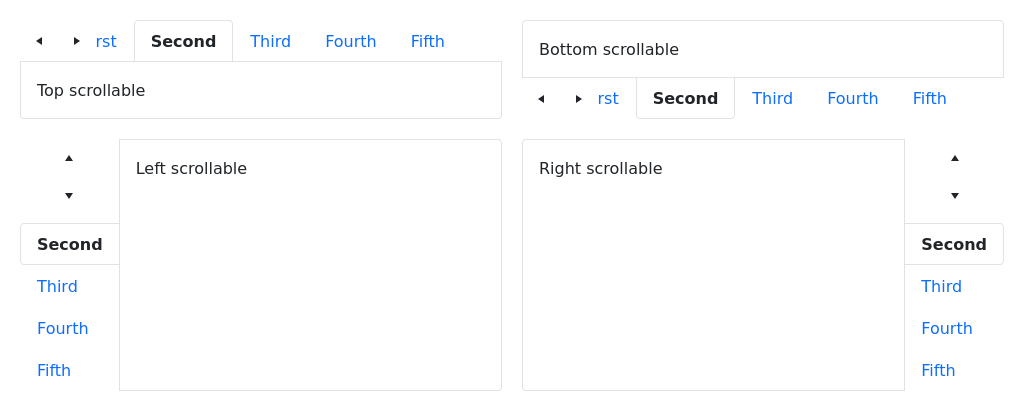 rst Second Third Fourth Fifth
Top scrollable
Bottom scrollable
rst Second Third Fourth Fifth
Left scrollable
Second
Third
Fourth
Fifth
Right scrollable
Second
Third
Fourth
Fifth